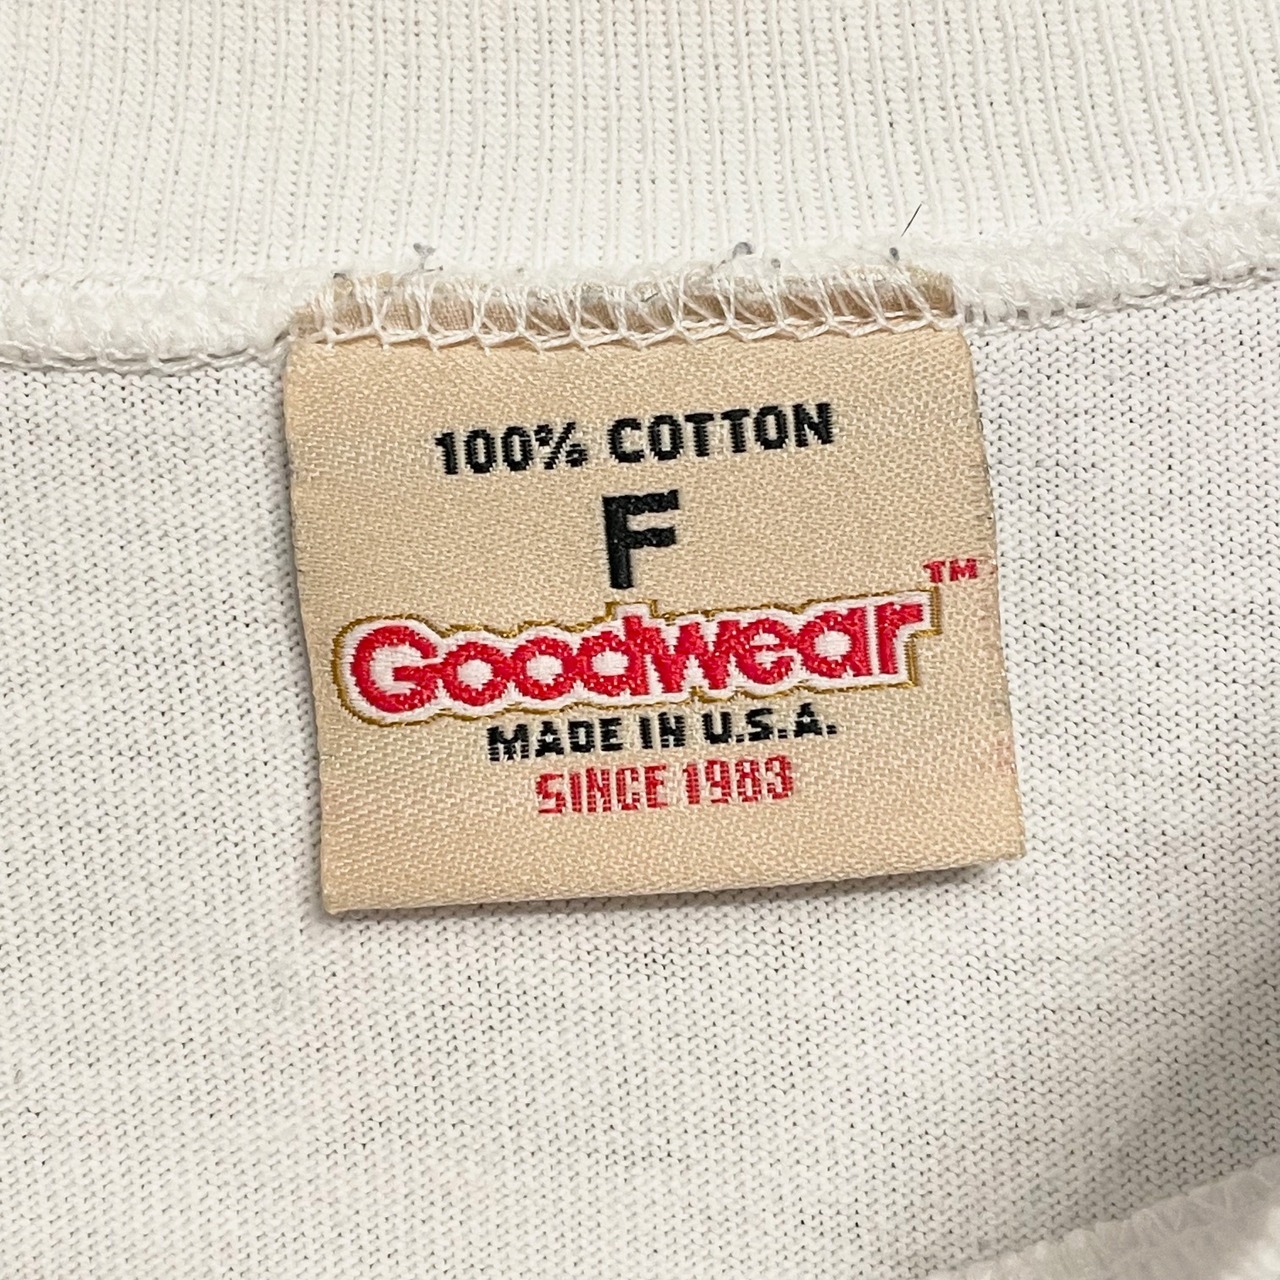 100% COTTON
F
Goodwear™
MADE IN U.S.A.
SINCE 1983